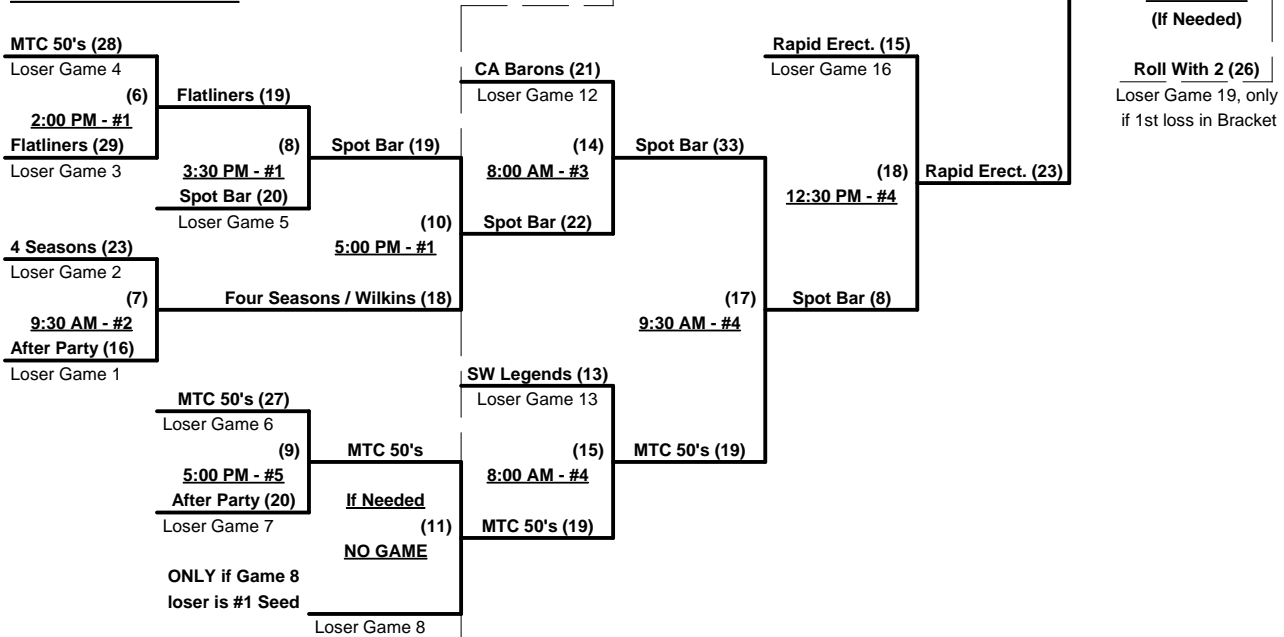 (If Needed)
MTC 50's (28)
Rapid Erect. (15)
Loser Game 4
CA Barons (21)
Loser Game 16
Roll With 2 (26)
(6)
Flatliners (19)
Loser Game 12
Loser Game 19, only
2:00 PM - #1
if 1st loss in Bracket
Flatliners (29)
(8)
Spot Bar (19)
(14)
Spot Bar (33)
Loser Game 3
3:30 PM - #1
8:00 AM - #3
(18)
Rapid Erect. (23)
Spot Bar (20)
12:30 PM - #4
Loser Game 5
(10)
Spot Bar (22)
4 Seasons (23)
5:00 PM - #1
Loser Game 2
(7)
Four Seasons / Wilkins (18)
(17)
Spot Bar (8)
9:30 AM - #2
9:30 AM - #4
After Party (16)
Loser Game 1
SW Legends (13)
MTC 50's (27)
Loser Game 13
Loser Game 6
(9)
MTC 50's
(15)
MTC 50's (19)
5:00 PM - #5
8:00 AM - #4
After Party (20)
If Needed
Loser Game 7
(11)
MTC 50's (19)
NO GAME
ONLY if Game 8
loser is #1 Seed
Loser Game 8